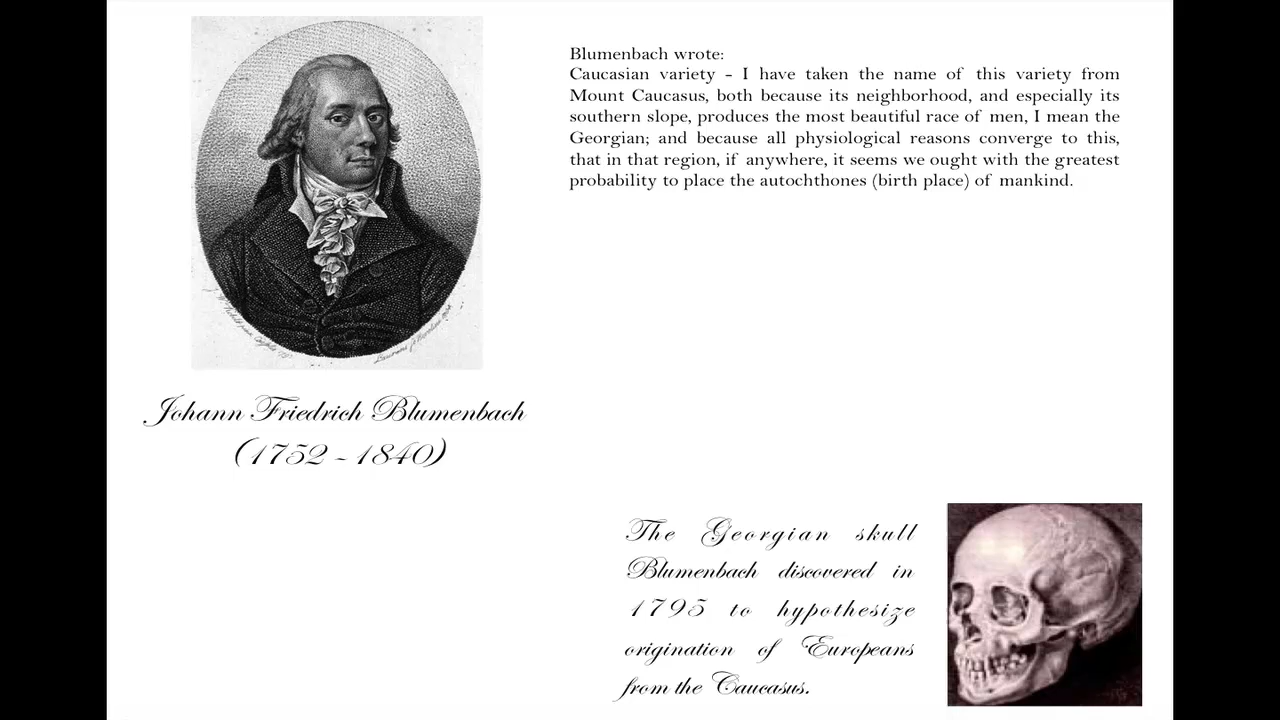 Blumenbach wrote:
Caucasian variety - I have taken the name of this variety from
Mount Caucasus, both because its neighborhood, and especially its
southern slope, produces the most beautiful race of men, I mean the
Georgian; and because all physiological reasons converge to this,
that in that region, if anywhere, it seems we ought with the greatest
probability to place the autochthones (birth place) of mankind.
Johann Friedrich Blumenbach
(1752 - 1840)
The Georgian skull
Blumenbach discovered in
1795 to hypothesize
origination of Europeans
from the Caucasus.